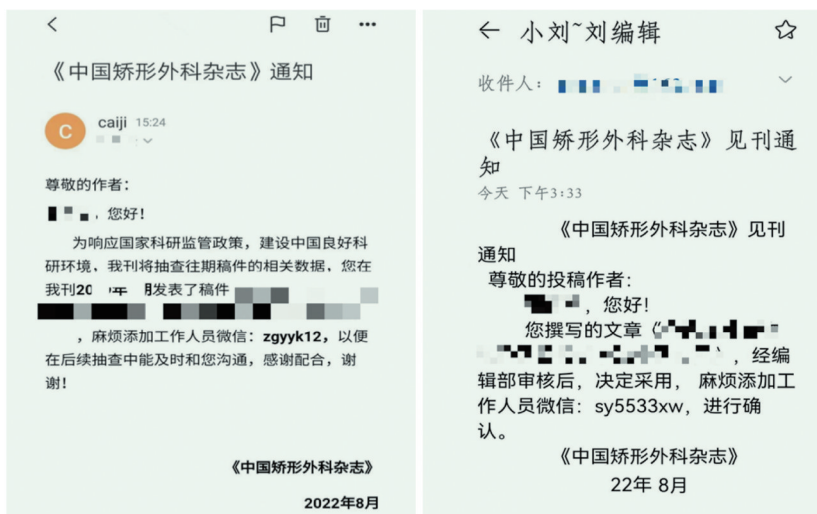 《中国矫形外科杂志》通知
C
caiji 15:24
尊敬的作者:
,您好!
为响应国家科研监管政策,建设中国良好科
研环境,我刊将抽查往期稿件的相关数据,您在
我刊20 年 月发表了稿件
,麻烦添加工作人员微信:zgyyk12,以便
在后续抽查中能及时和您沟通,感谢配合,谢
谢!
《中国矫形外科杂志》
2022年8月
小刘~刘编辑
收件人:
《中国矫形外科杂志》见刊通
知
今天 下午3:33
《中国矫形外科杂志》见刊
通知
尊敬的投稿作者:
,您好!
您撰写的文章《
,经编
辑部审核后,决定采用, 麻烦添加工
作人员微信:sy5533xw,进行确
认。
《中国矫形外科杂志》
22年 8月